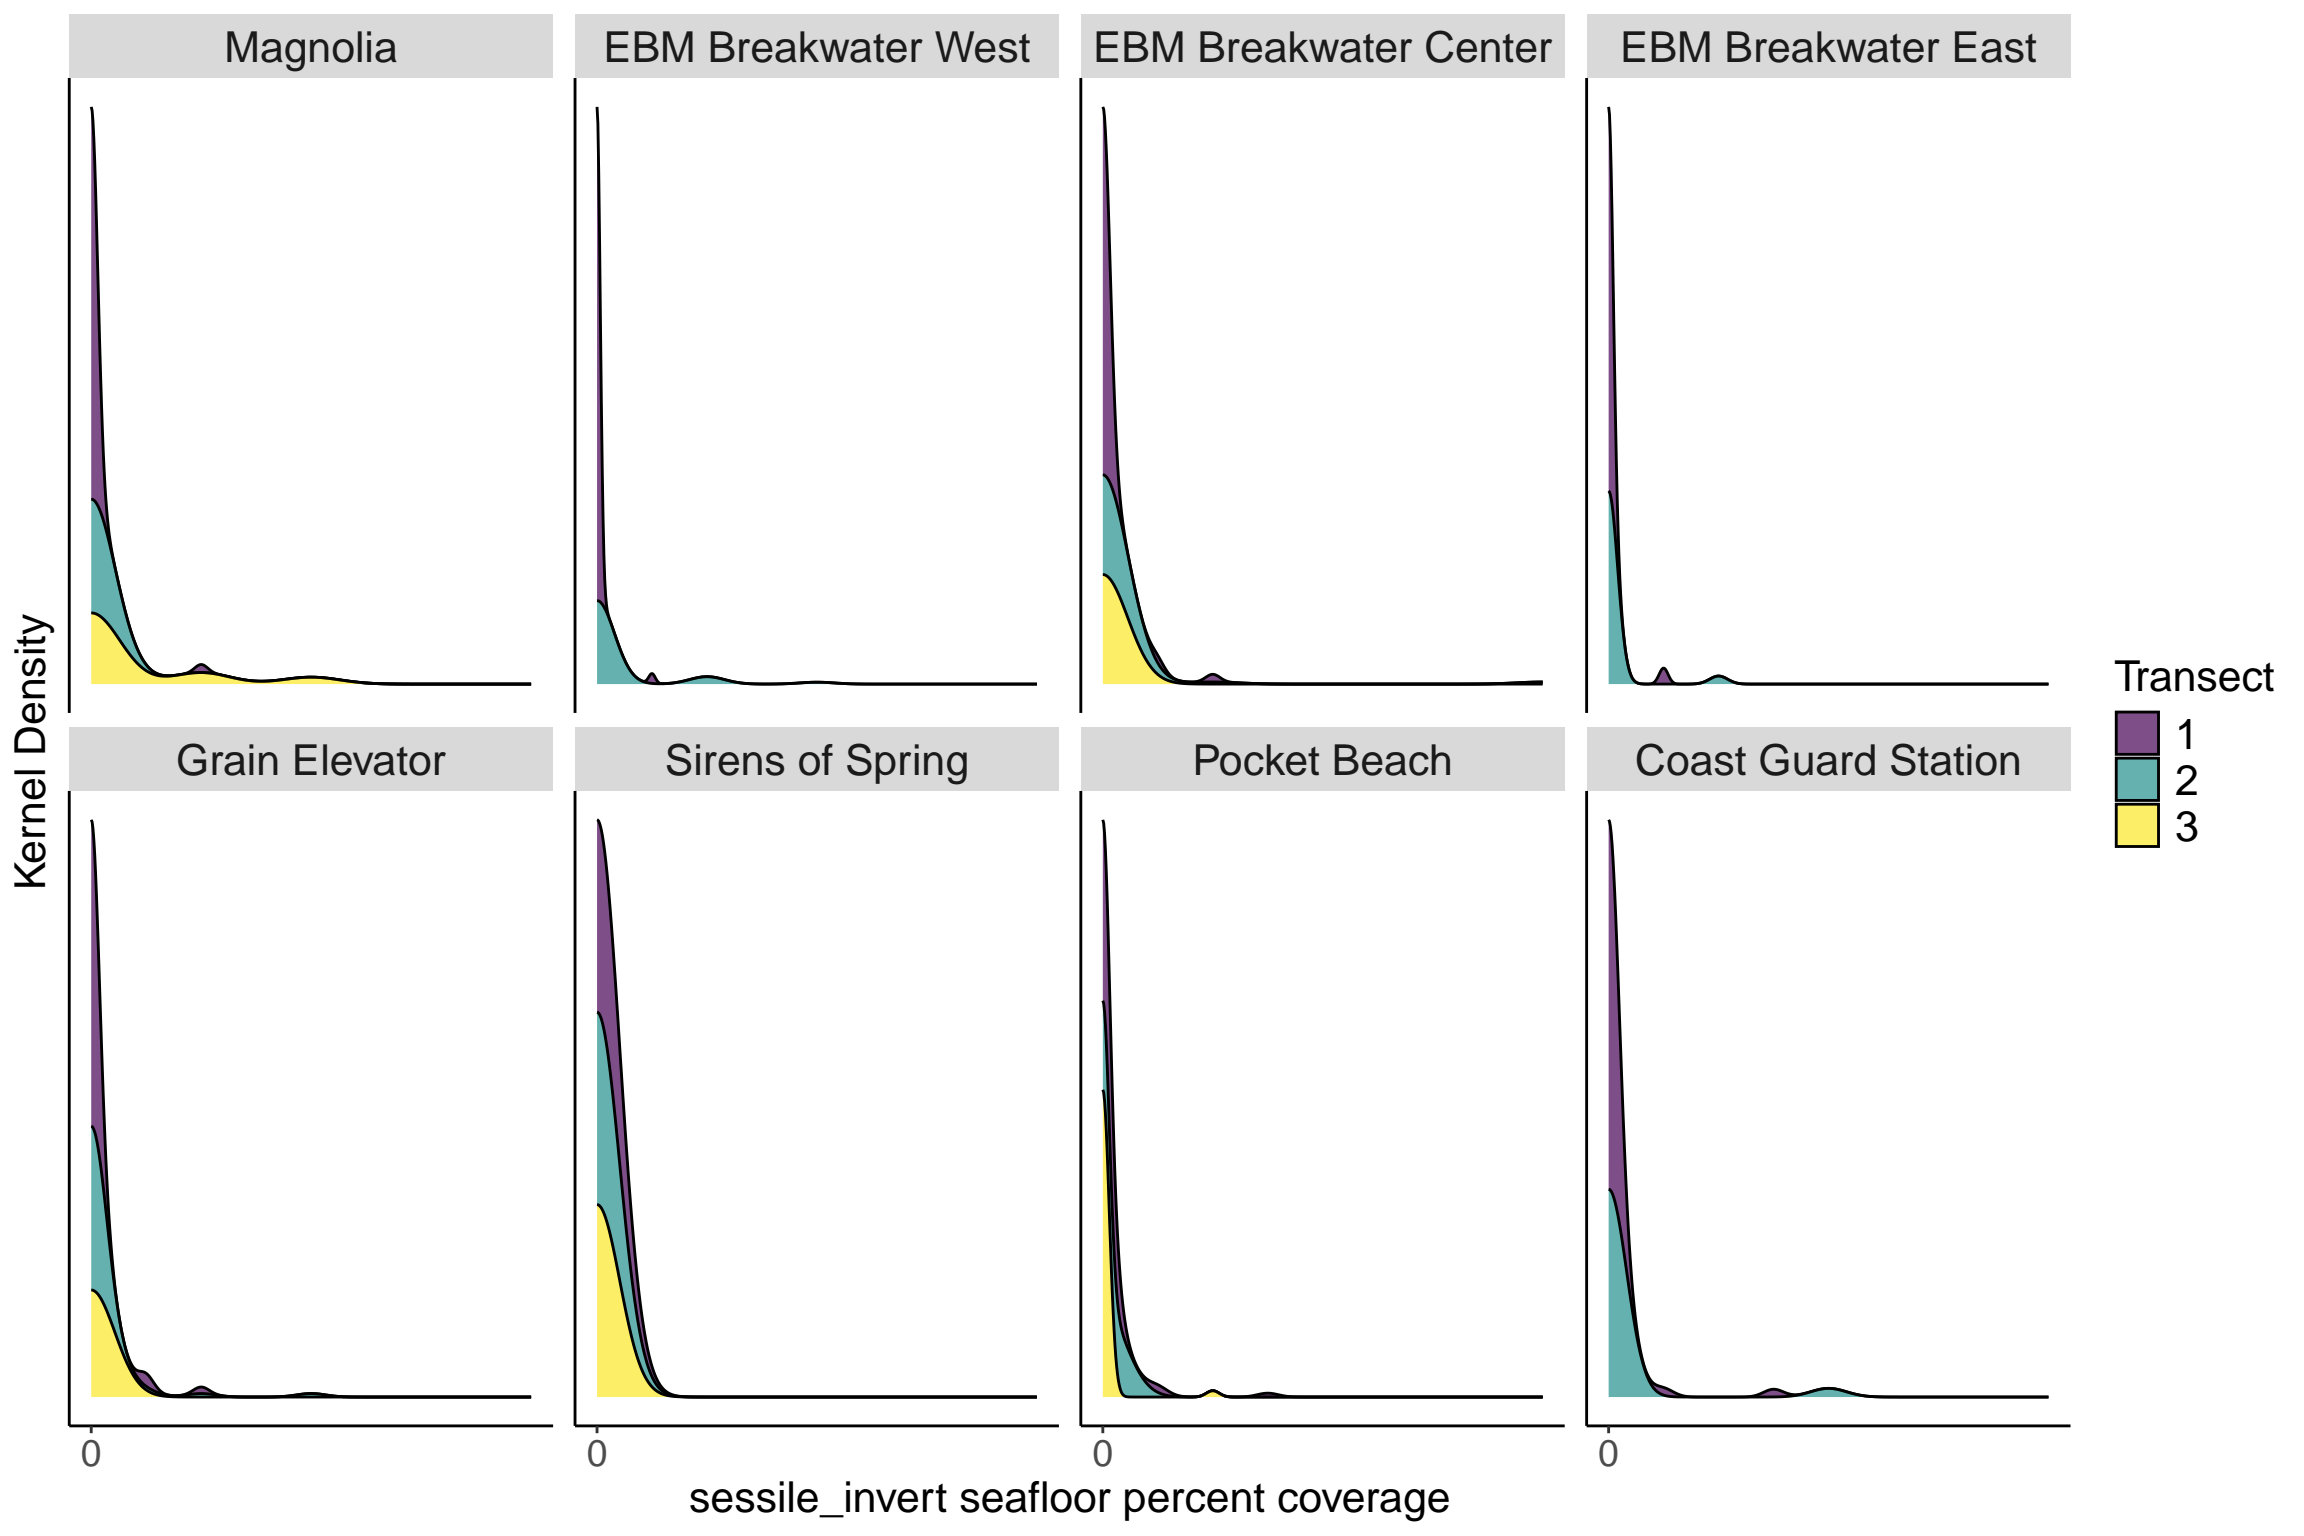 Magnolia
EBM Breakwater West
EBM Breakwater Center
EBM Breakwater East
Kernel Density
Grain Elevator
Sirens of Spring
Pocket Beach
Coast Guard Station
0
0
0
0
sessile_invert seafloor percent coverage
Transect
1
2
3